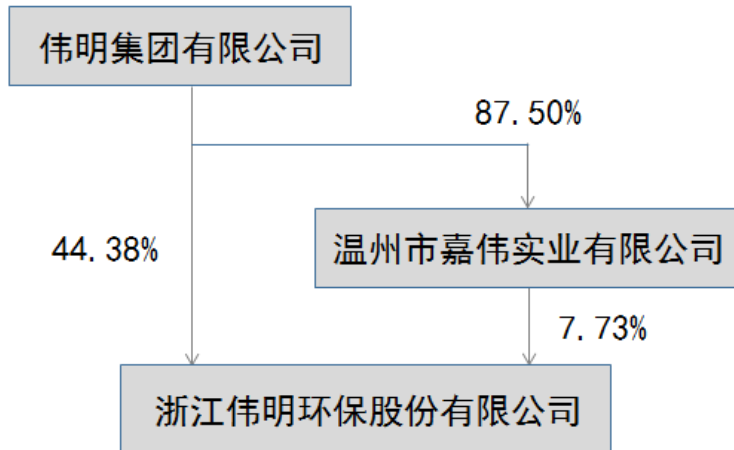 伟明集团有限公司
87.50%
44.38%
温州市嘉伟实业有限公司
7.73%
浙江伟明环保股份有限公司